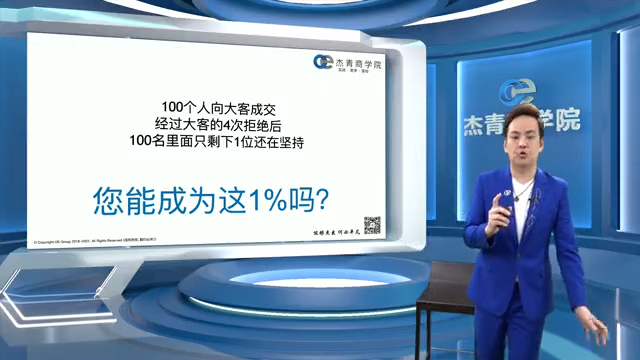 杰青商学院
100个人向大客成交
经过大客的4次拒绝后
100名里面只剩下1位还在坚持
您能成为这1%吗?
杰青商学院